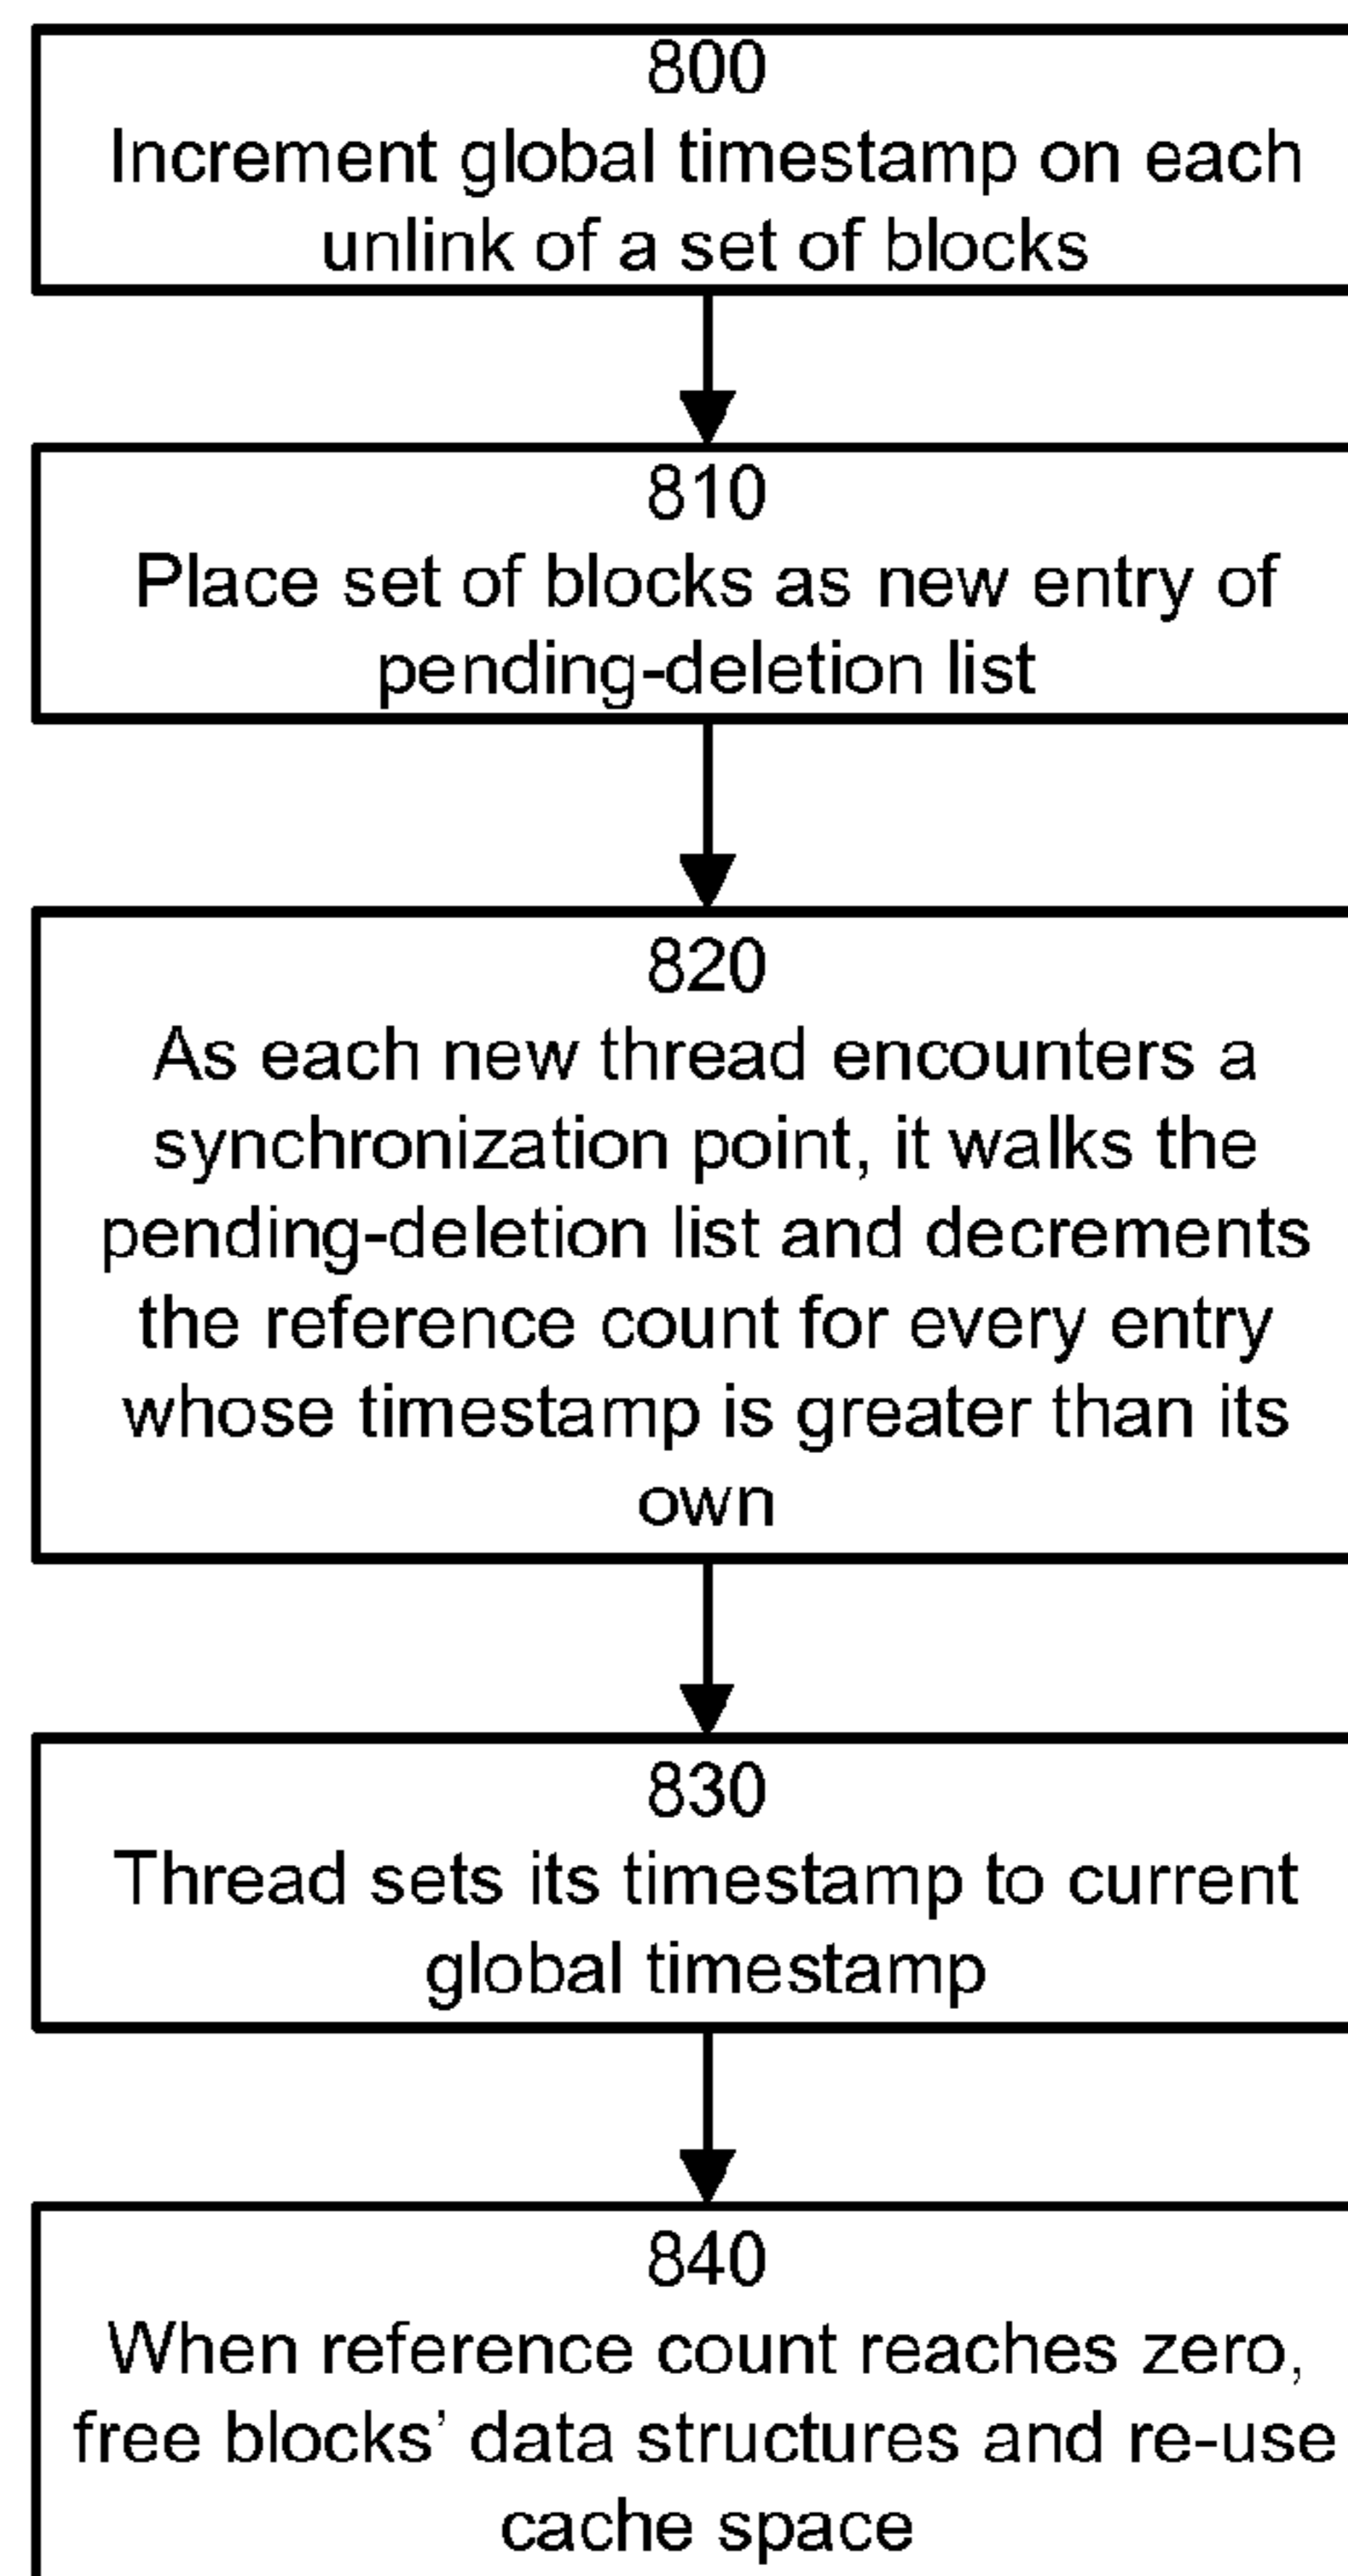 800
Increment global timestamp on each
unlink of a set of blocks
810
Place set of blocks as new entry of
pending-deletion list
820
As each new thread encounters a
synchronization point, it walks the
pending-deletion list and decrements
the reference count for every entry
whose timestamp is greater than its
own
830
Thread sets its timestamp to current
global timestamp
840
When reference count reaches zero,
free blocks’ data structures and re-use
cache space